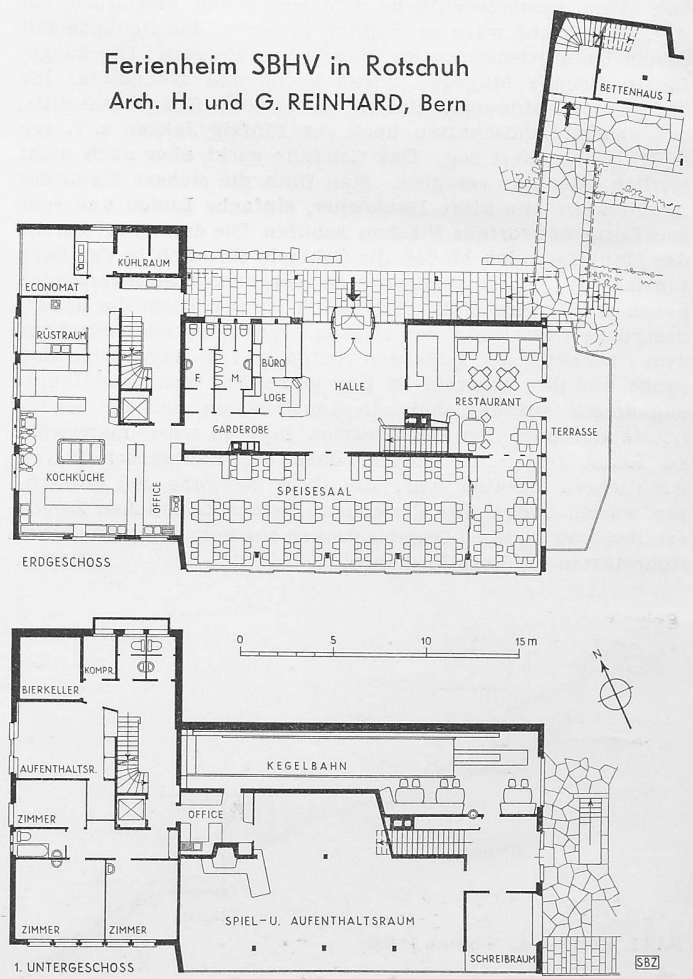 Ferienheim SBHV in Rotschuh
Arch. H. und G. REINHARD, Bern
BETTENHAUS I
KÜHLRAUM
ECONOMAT
RÜSTRAUM
F.
M.
BÜRO
LOGE
HALLE
RESTAURANT
TERRASSE
GARDEROBE
KOCHKÜCHE
OFFICE
SPEISESAAL
ERDGESCHOSS
0 5 10 15 m
N
KOMPR.
BIERKELLER
AUFENTHALTSR.
KEGELBAHN
ZIMMER
OFFICE
SPIEL-U. AUFENTHALTSRAUM
ZIMMER
ZIMMER
SCHREIBRAUM
1. UNTERGESCHOSS
SBZ